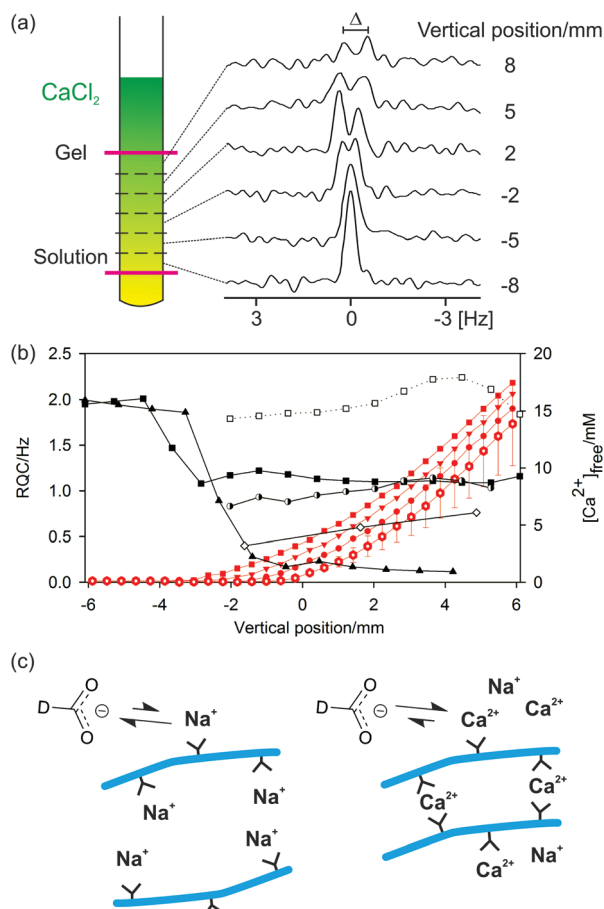 (a)
Δ
Vertical position/mm
CaCl₂
Gel
Solution
8
5
2
-2
-5
-8
3 0 -3 [Hz]
(b)
2.5
2.0
1.5
1.0
0.5
0.0
RQC/Hz
20
15
10
5
0
[Ca²⁺]free/mM
-6 -4 -2 0 2 4 6
Vertical position/mm
(c)
D O O ⊖
Na⁺
Na⁺
Na⁺
Na⁺
Na⁺
D O O ⊖
Na⁺
Ca²⁺
Ca²⁺
Ca²⁺
Ca²⁺
Ca²⁺
Na⁺